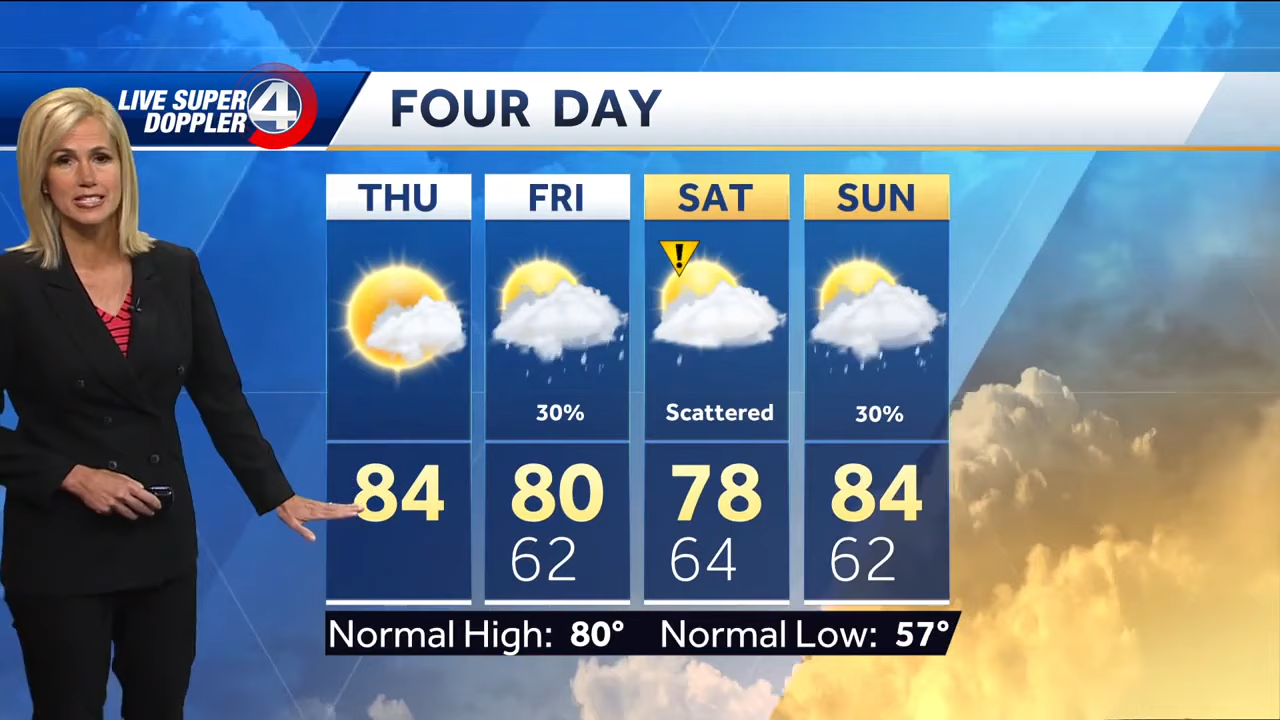 LIVE SUPER
DOPPLER 4
FOUR DAY
THU FRI SAT SUN
!
30% Scattered 30%
84 80 78 84
62 64 62
Normal High: 80° Normal Low: 57°